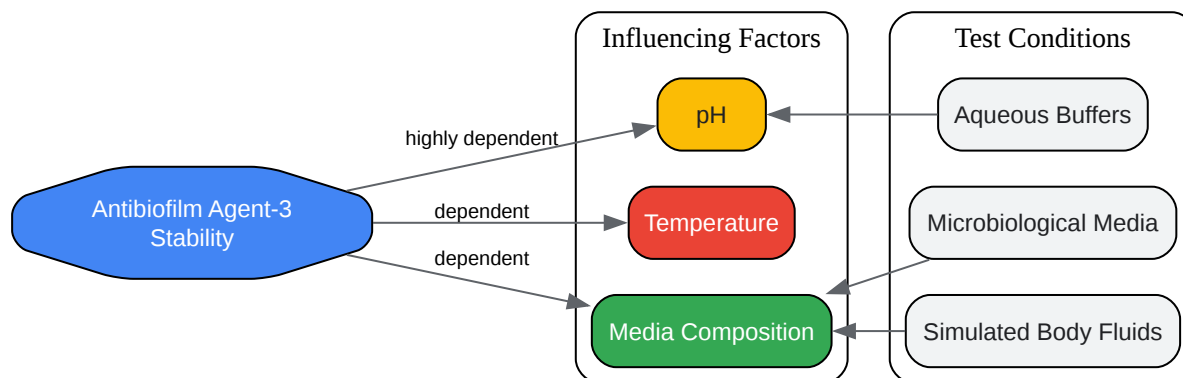 Influencing Factors
Test Conditions
pH
Aqueous Buffers
highly dependent
Antibiofilm Agent-3
Stability
dependent
Temperature
Microbiological Media
dependent
Media Composition
Simulated Body Fluids